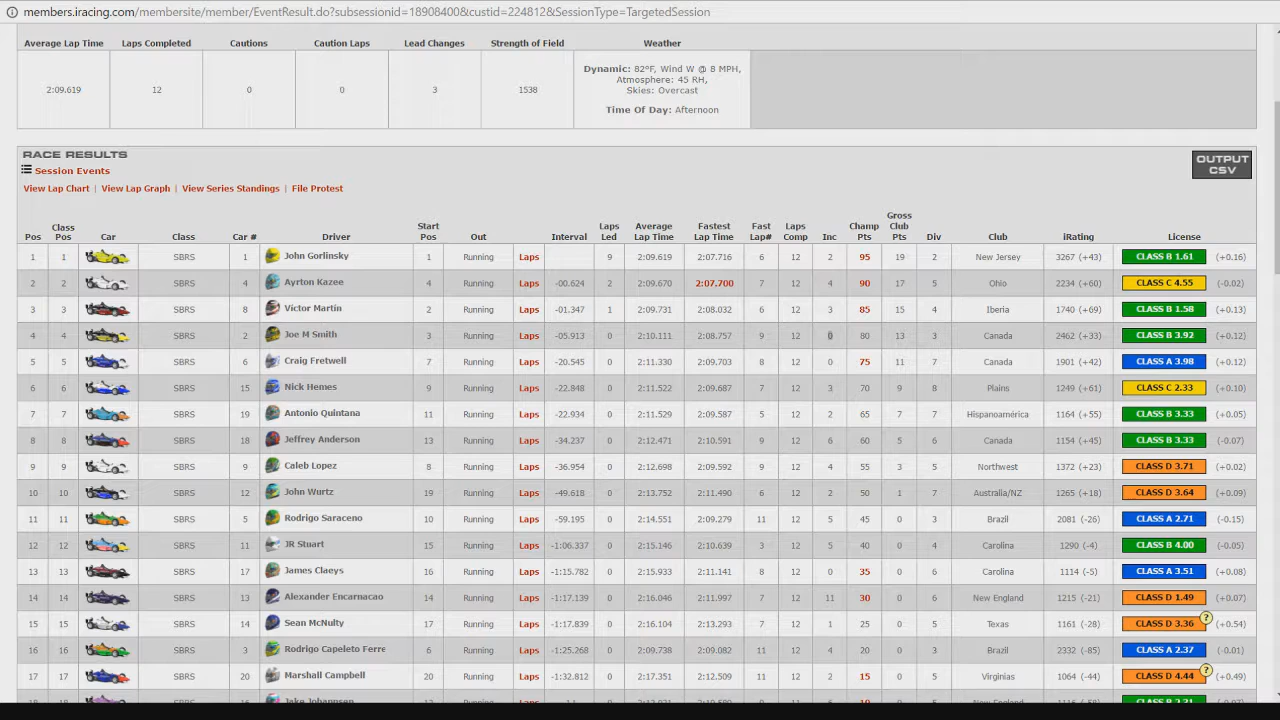 members.iracing.com/membersite/member/EventResult.do?subsessionid=18908400&custid=224812&SessionType=TargetedSession
Average Lap Time Laps Completed Cautions Caution Laps Lead Changes Strength of Field Weather
2:09.619 12 0 0 3 1538 Dynamic: 82°F, Wind W @ 8 MPH,
Atmosphere: 45 RH,
Skies: Overcast
Time Of Day: Afternoon
RACE RESULTS
Session Events
OUTPUT CSV
View Lap Chart | View Lap Graph | View Series Standings | File Protest
Pos Class Pos Car Class Car # Driver Start Pos Out Interval Laps Led Average Lap Time Fastest Lap Time Fast Lap# Laps Comp Inc Champ Pts Gross Club Pts Div Club iRating License
1 1 SBRS 1 John Gorlinsky 1 Running Laps 9 2:09.619 2:07.716 6 12 2 95 19 2 New Jersey 3267 (+43) CLASS B 1.61 (+0.16)
2 2 SBRS 4 Ayrton Kazee 4 Running Laps -00.624 2 2:09.670 2:07.700 7 12 4 90 17 5 Ohio 2234 (+60) CLASS C 4.55 (-0.02)
3 3 SBRS 8 Victor Martin 2 Running Laps -01.347 1 2:09.731 2:08.032 6 12 3 85 15 4 Iberia 1740 (+69) CLASS B 1.58 (+0.13)
4 4 SBRS 2 Joe M Smith 3 Running Laps -05.913 0 2:10.111 2:08.757 9 12 0 80 13 3 Canada 2462 (+33) CLASS B 3.92 (+0.12)
5 5 SBRS 6 Craig Fretwell 7 Running Laps -20.545 0 2:11.330 2:09.703 8 12 0 75 11 7 Canada 1901 (+42) CLASS A 3.98 (+0.12)
6 6 SBRS 15 Nick Hemes 9 Running Laps -22.848 0 2:11.522 2:09.687 7 12 4 70 9 8 Plains 1249 (+61) CLASS C 2.33 (+0.10)
7 7 SBRS 19 Antonio Quintana 11 Running Laps -22.934 0 2:11.529 2:09.587 5 12 4 65 7 7 Hispanoamérica 1164 (+55) CLASS B 3.33 (+0.05)
8 8 SBRS 18 Jeffrey Anderson 13 Running Laps -34.237 0 2:12.471 2:10.591 8 12 6 60 5 6 Canada 1154 (+45) CLASS B 3.33 (-0.07)
9 9 SBRS 9 Caleb Lopez 8 Running Laps -36.954 0 2:12.698 2:09.592 9 12 4 55 3 5 Northwest 1372 (+23) CLASS D 3.71 (+0.02)
10 10 SBRS 12 John Wurtz 19 Running Laps -49.618 0 2:13.752 2:11.490 6 12 2 50 1 7 Australia/NZ 1265 (+18) CLASS D 3.64 (+0.09)
11 11 SBRS 5 Rodrigo Saraceno 10 Running Laps -59.195 0 2:14.551 2:09.279 11 12 5 45 0 3 Brazil 2081 (-26) CLASS A 2.71 (-0.15)
12 12 SBRS 11 JR Stuart 15 Running Laps -1:06.337 0 2:15.146 2:10.639 3 12 5 40 0 4 Carolina 1290 (-4) CLASS B 4.00 (-0.05)
13 13 SBRS 17 James Claeys 16 Running Laps -1:15.782 0 2:15.933 2:11.141 8 12 0 35 0 6 Carolina 1114 (-5) CLASS A 3.51 (+0.08)
14 14 SBRS 13 Alexander Encarnacao 14 Running Laps -1:17.139 0 2:16.046 2:11.997 7 12 11 30 0 6 New England 1215 (-21) CLASS D 1.49 (+0.07)
15 15 SBRS 14 Sean McNulty 17 Running Laps -1:17.839 0 2:16.104 2:13.293 7 12 1 25 0 5 Texas 1161 (-28) CLASS D 3.36 ? (+0.54)
16 16 SBRS 3 Rodrigo Capeleto Ferre 6 Running Laps -1:25.268 0 2:09.738 2:09.082 11 12 4 20 0 3 Brazil 2332 (-85) CLASS A 2.37 (-0.01)
17 17 SBRS 20 Marshall Campbell 20 Running Laps -1:32.812 0 2:17.351 2:12.509 11 12 2 15 0 5 Virginias 1064 (-44) CLASS D 4.44 ? (+0.49)